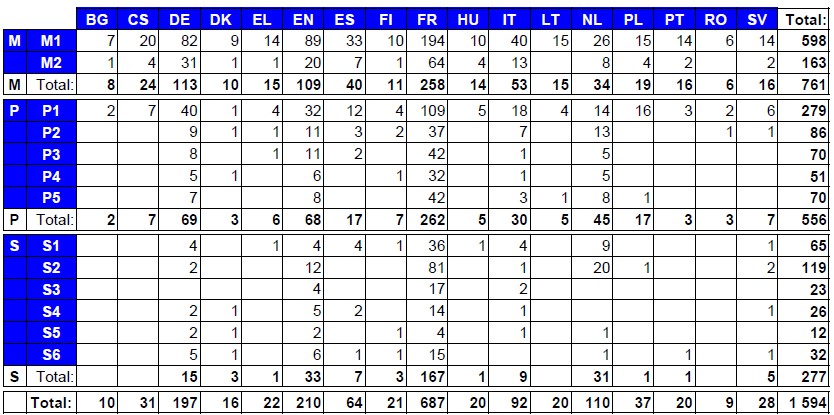 BG CS DE DK EL EN ES FI FR HU IT LT NL PL PT RO SV Total:
M M1 7 20 82 9 14 89 33 10 194 10 40 15 26 15 14 6 14 598
M2 1 4 31 1 1 20 7 1 64 4 13 8 4 2 2 163
M Total: 8 24 113 10 15 109 40 11 258 14 53 15 34 19 16 6 16 761
P P1 2 7 40 1 4 32 12 4 109 5 18 4 14 16 3 2 6 279
P2 9 1 1 11 3 2 37 7 13 1 1 86
P3 8 1 11 2 42 1 5 70
P4 5 1 6 1 32 1 5 51
P5 7 8 42 3 1 8 1 70
P Total: 2 7 69 3 6 68 17 7 262 5 30 5 45 17 3 3 7 556
S S1 4 1 4 4 1 36 1 4 9 1 65
S2 2 12 81 1 20 1 2 119
S3 4 17 2 23
S4 2 1 5 2 14 1 1 26
S5 2 1 2 1 4 1 1 12
S6 5 1 6 1 1 15 1 1 1 32
S Total: 15 3 1 33 7 3 167 1 9 31 1 1 5 277
Total: 10 31 197 16 22 210 64 21 687 20 92 20 110 37 20 9 28 1 594